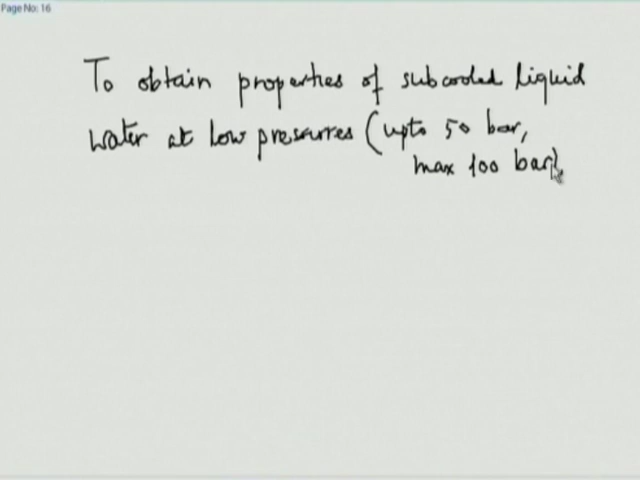 Page No: 16
To obtain properties of subcooled liquid
water at low pressures (upto 50 bar,
max 100 bar),